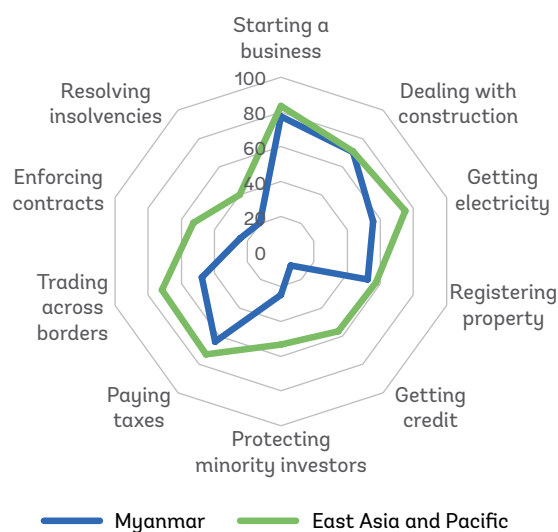 Starting a
business
100
80
60
40
20
0
Dealing with
construction
Getting
electricity
Registering
property
Getting
credit
Protecting
minority investors
Paying
taxes
Trading
across
borders
Enforcing
contracts
Resolving
insolvencies
Myanmar
East Asia and Pacific